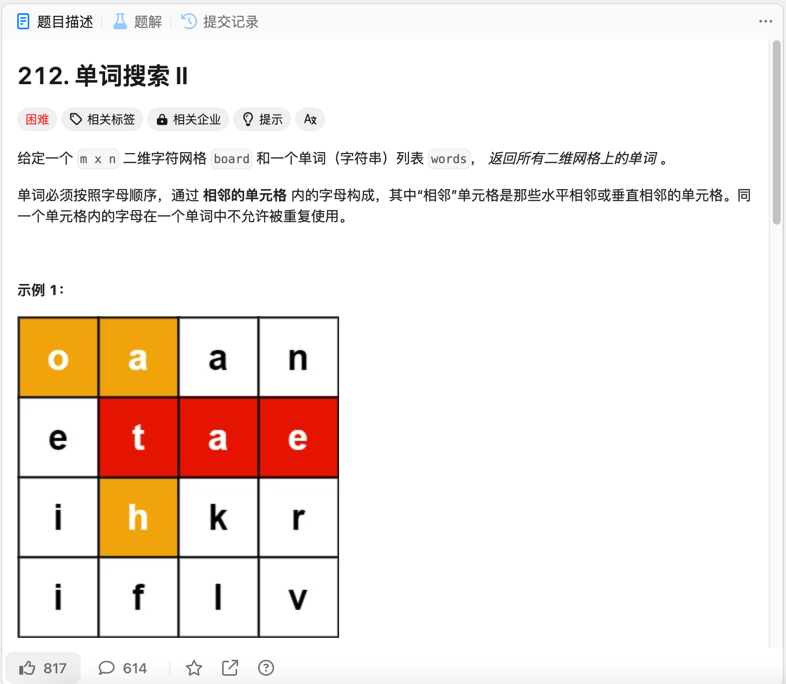 题目描述 题解 提交记录
212. 单词搜索 II
困难 相关标签 相关企业 提示 Aあ
给定一个 m x n 二维字符网格 board 和一个单词（字符串）列表 words， 返回所有二维网格上的单词 。
单词必须按照字母顺序，通过 相邻的单元格 内的字母构成，其中“相邻”单元格是那些水平相邻或垂直相邻的单元格。同
一个单元格内的字母在一个单词中不允许被重复使用。
示例 1：
o a a n
e t a e
i h k r
i f l v
817 614